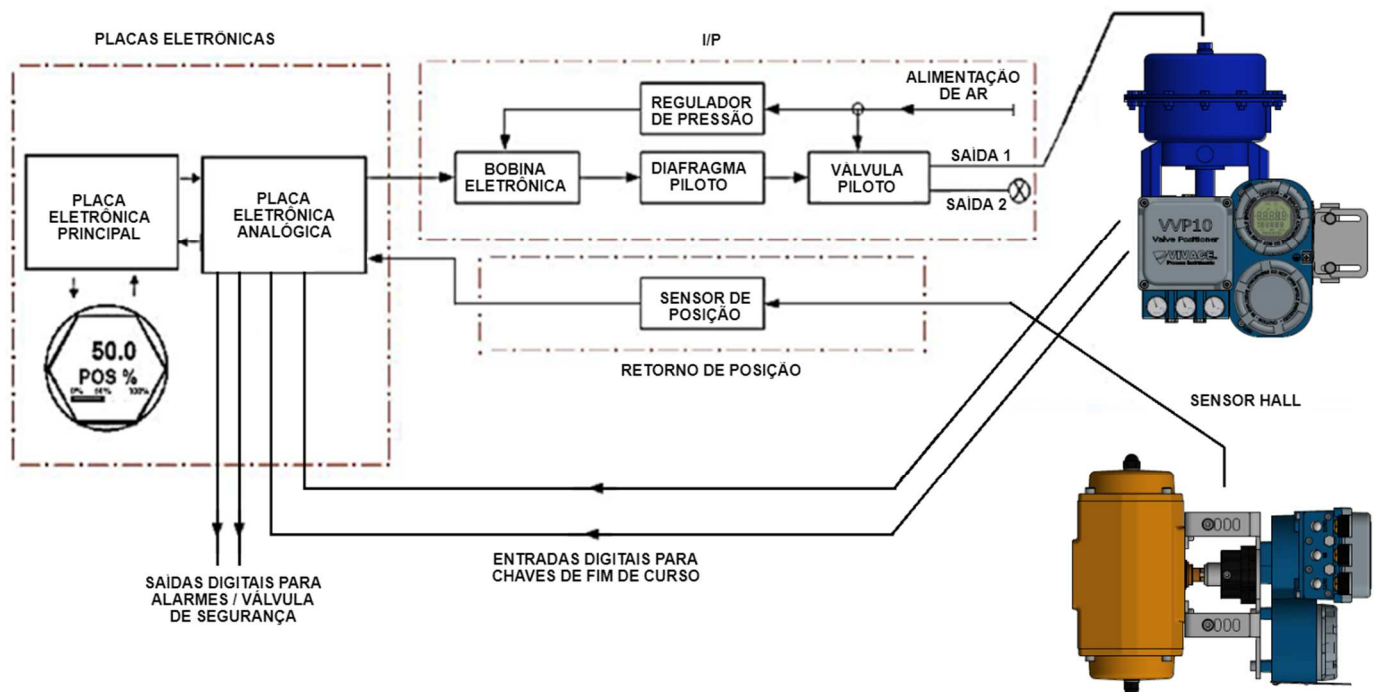 PLACAS ELETRÔNICAS
I/P
ALIMENTAÇÃO
DE AR
REGULADOR
DE PRESSÃO
SAÍDA 1
BOBINA
ELETRÔNICA
DIAFRAGMA
PILOTO
VÁLVULA
PILOTO
SAÍDA 2
PLACA
ELETRÔNICA
PRINCIPAL
PLACA
ELETRÔNICA
ANALÓGICA
VVP10
Valve Positioner
VIVACE
Process Instruments
SENSOR DE
POSIÇÃO
50.0
POS %
0%
100%
RETORNO DE POSIÇÃO
SENSOR HALL
ENTRADAS DIGITAIS PARA
CHAVES DE FIM DE CURSO
SAÍDAS DIGITAIS PARA
ALARMES / VÁLVULA
DE SEGURANÇA